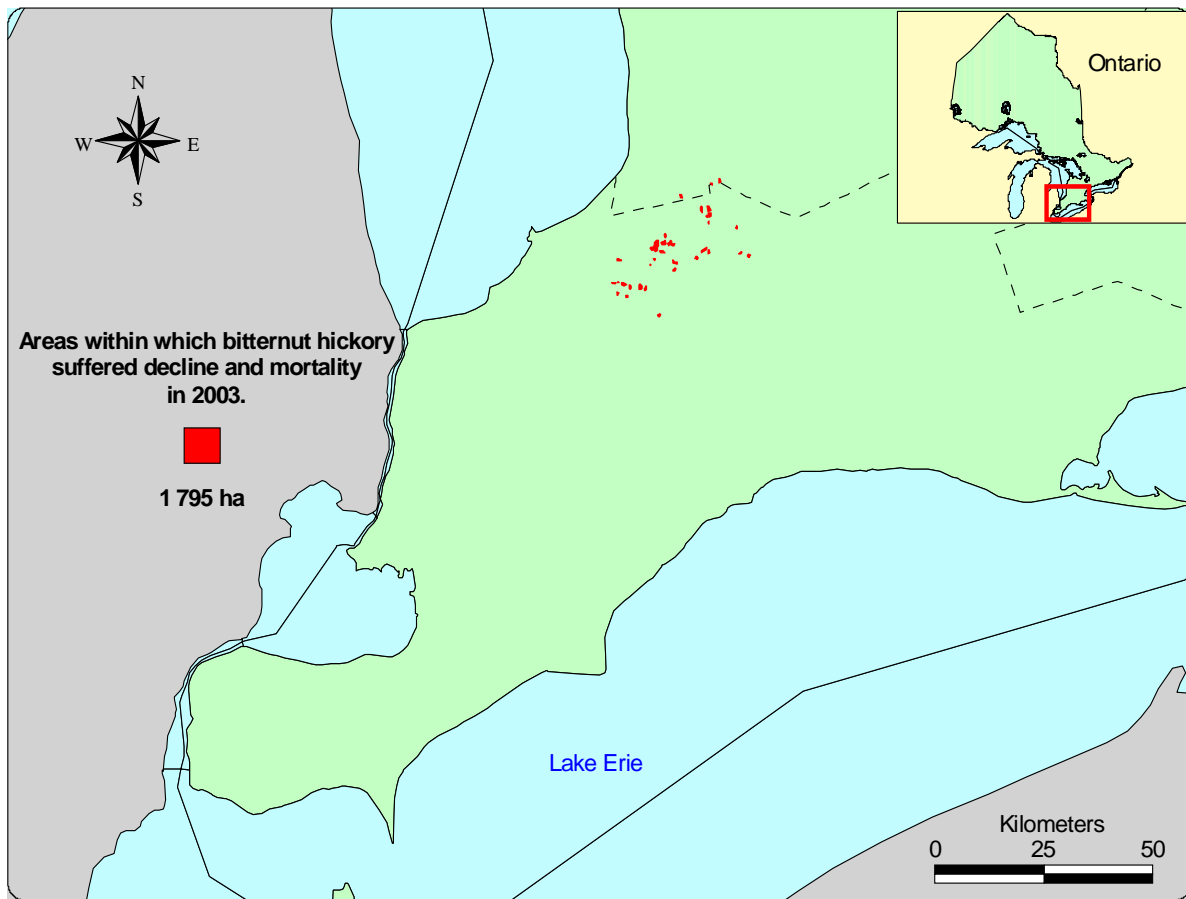 Ontario
N
W E
S
Areas within which bitternut hickory
suffered decline and mortality
in 2003.
1 795 ha
Lake Erie
Kilometers
0 25 50